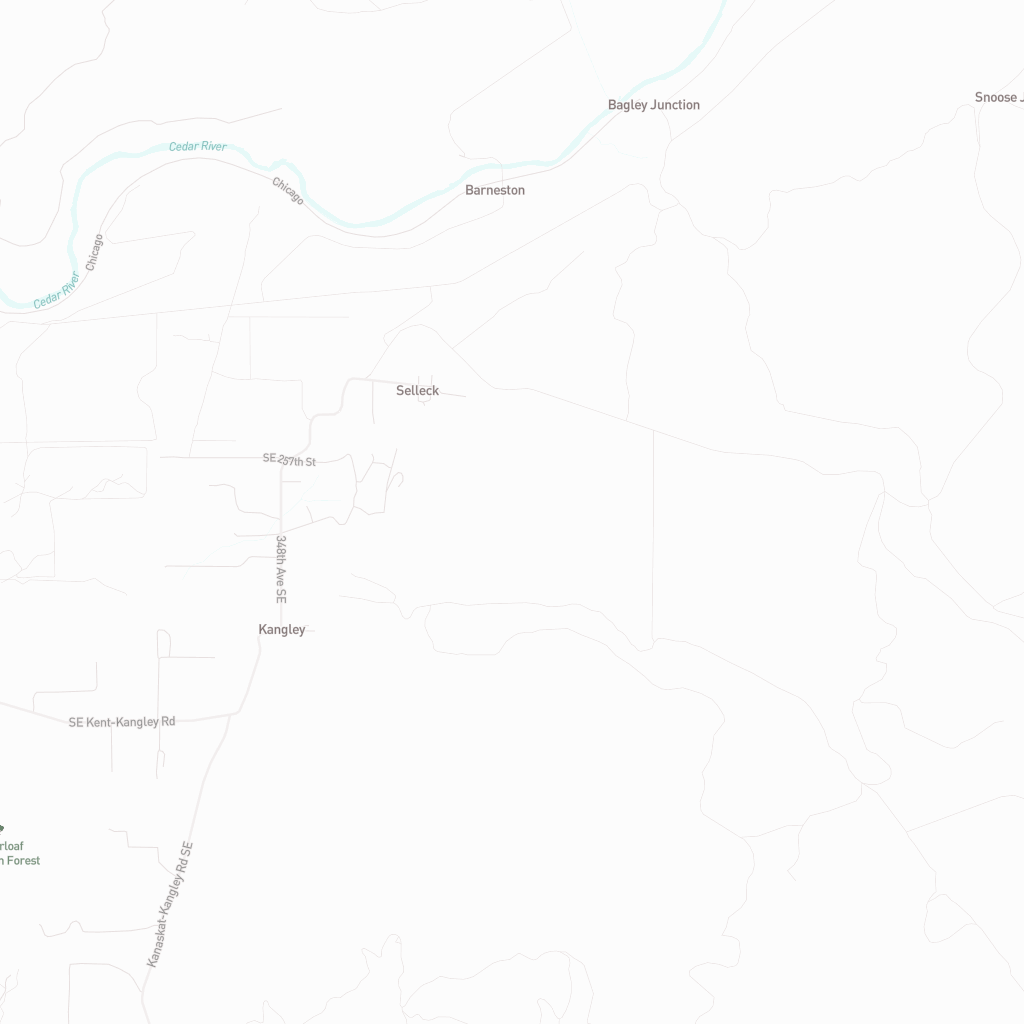 Bagley Junction
Snoose J
Cedar River
Chicago
Barneston
Chicago
Cedar River
Selleck
SE 257th St
348th Ave SE
Kangley
SE Kent-Kangley Rd
rloaf
n Forest
Kanaskat-Kangley Rd SE